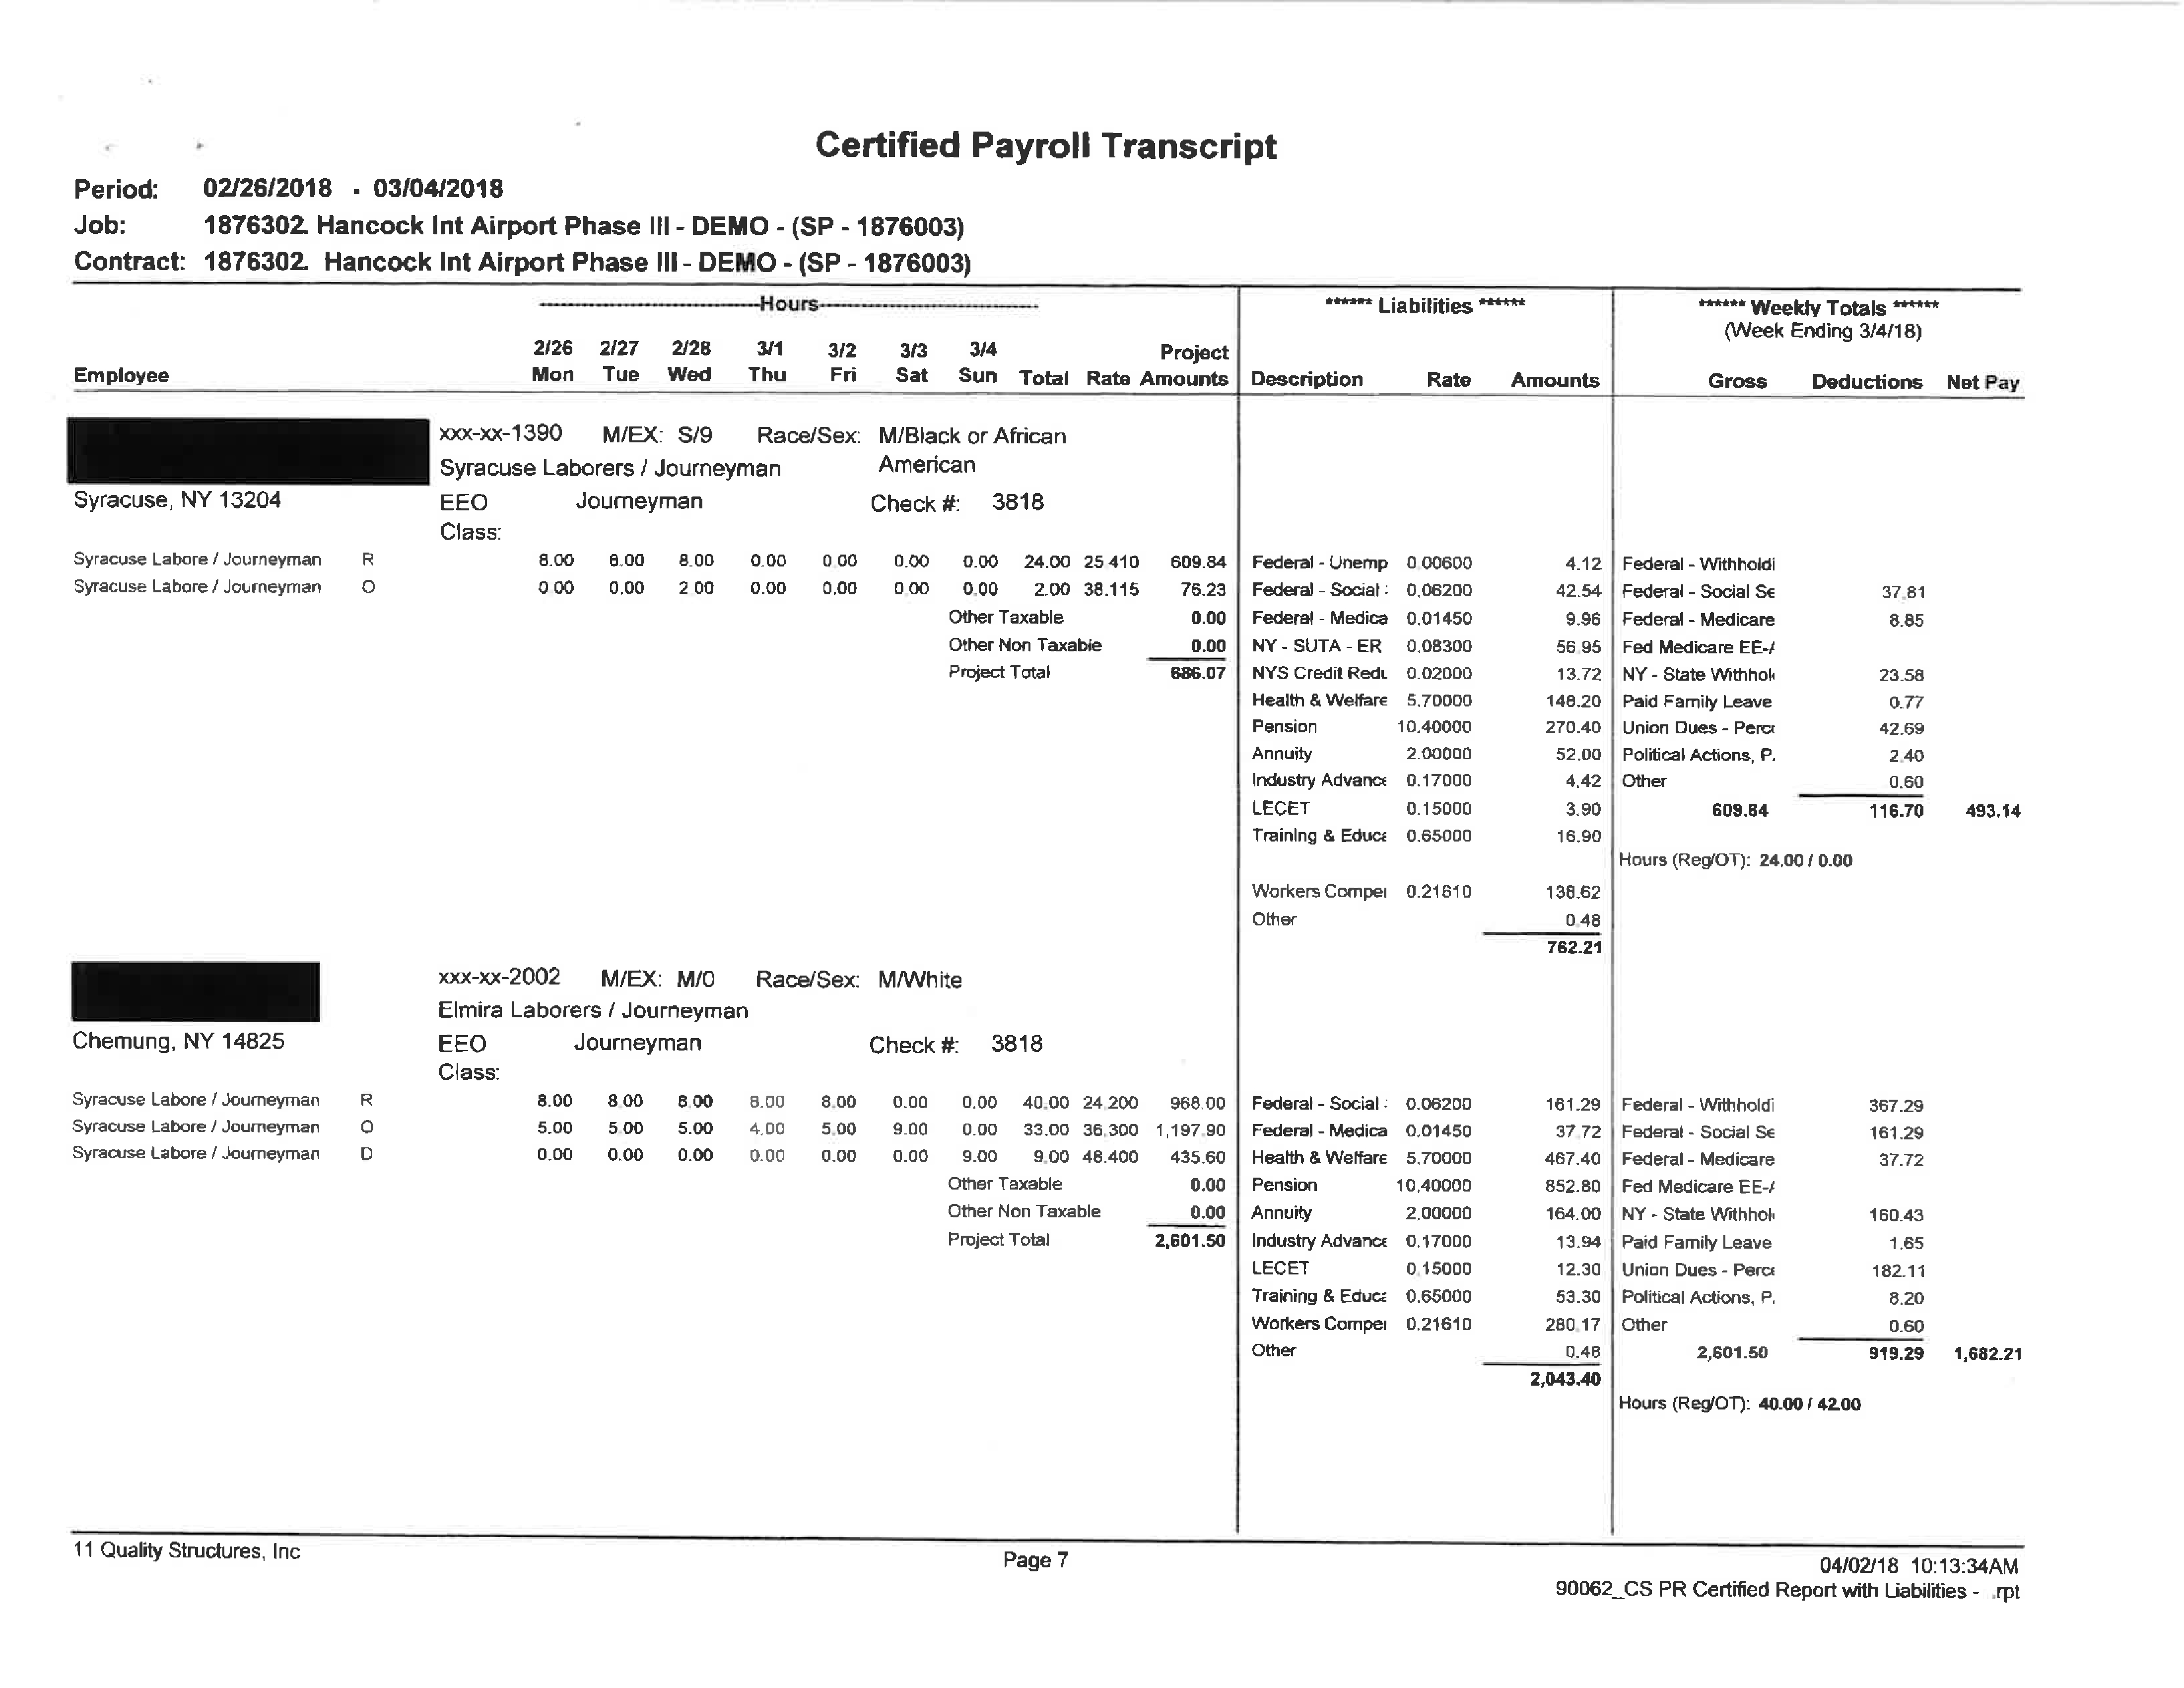 Certified Payroll Transcript
Period: 02/26/2018 - 03/04/2018
Job: 1876302. Hancock Int Airport Phase III - DEMO - (SP - 1876003)
Contract: 1876302. Hancock Int Airport Phase III - DEMO - (SP - 1876003)
Hours ****** Liabilities ****** ****** Weekly Totals ******
(Week Ending 3/4/18)
2/26 2/27 2/28 3/1 3/2 3/3 3/4 Project
Employee Mon Tue Wed Thu Fri Sat Sun Total Rate Amounts Description Rate Amounts Gross Deductions Net Pay
xxx-xx-1390 M/EX: S/9 Race/Sex: M/Black or African
Syracuse Laborers / Journeyman American
Syracuse, NY 13204 EEO Journeyman Check #: 3818
Class:
Syracuse Labore / Journeyman R 8.00 8.00 8.00 0.00 0.00 0.00 0.00 24.00 25.410 609.84 Federal - Unemp 0.00600 4.12 Federal - Withholdi
Syracuse Labore / Journeyman O 0.00 0.00 2.00 0.00 0.00 0.00 0.00 2.00 38.115 76.23 Federal - Social : 0.06200 42.54 Federal - Social Se 37.81
Other Taxable 0.00 Federal - Medica 0.01450 9.96 Federal - Medicare 8.85
Other Non Taxable 0.00 NY - SUTA - ER 0.08300 56.95 Fed Medicare EE-/
Project Total 686.07 NYS Credit Redu 0.02000 13.72 NY - State Withhol 23.58
Health & Welfare 5.70000 148.20 Paid Family Leave 0.77
Pension 10.40000 270.40 Union Dues - Perce 42.69
Annuity 2.00000 52.00 Political Actions, P. 2.40
Industry Advance 0.17000 4.42 Other 0.60
LECET 0.15000 3.90 609.84 116.70 493.14
Training & Educa 0.65000 16.90
Hours (Reg/OT): 24.00 / 0.00
Workers Compe 0.21610 138.62
Other 0.48
762.21
xxx-xx-2002 M/EX: M/0 Race/Sex: M/White
Elmira Laborers / Journeyman
Chemung, NY 14825 EEO Journeyman Check #: 3818
Class:
Syracuse Labore / Journeyman R 8.00 8.00 8.00 8.00 8.00 0.00 0.00 40.00 24.200 968.00 Federal - Social : 0.06200 161.29 Federal - Withholdi 367.29
Syracuse Labore / Journeyman O 5.00 5.00 5.00 4.00 5.00 9.00 0.00 33.00 36.300 1,197.90 Federal - Medica 0.01450 37.72 Federal - Social Se 161.29
Syracuse Labore / Journeyman D 0.00 0.00 0.00 0.00 0.00 0.00 9.00 9.00 48.400 435.60 Health & Welfare 5.70000 467.40 Federal - Medicare 37.72
Other Taxable 0.00 Pension 10.40000 852.80 Fed Medicare EE-/
Other Non Taxable 0.00 Annuity 2.00000 164.00 NY - State Withhol 160.43
Project Total 2,601.50 Industry Advance 0.17000 13.94 Paid Family Leave 1.65
LECET 0.15000 12.30 Union Dues - Perce 182.11
Training & Educa 0.65000 53.30 Political Actions, P. 8.20
Workers Compe 0.21610 280.17 Other 0.60
Other 0.48 2,601.50 919.29 1,682.21
2,043.40
Hours (Reg/OT): 40.00 / 42.00
11 Quality Structures, Inc Page 7 04/02/18 10:13:34AM
90062_CS PR Certified Report with Liabilities - .rpt